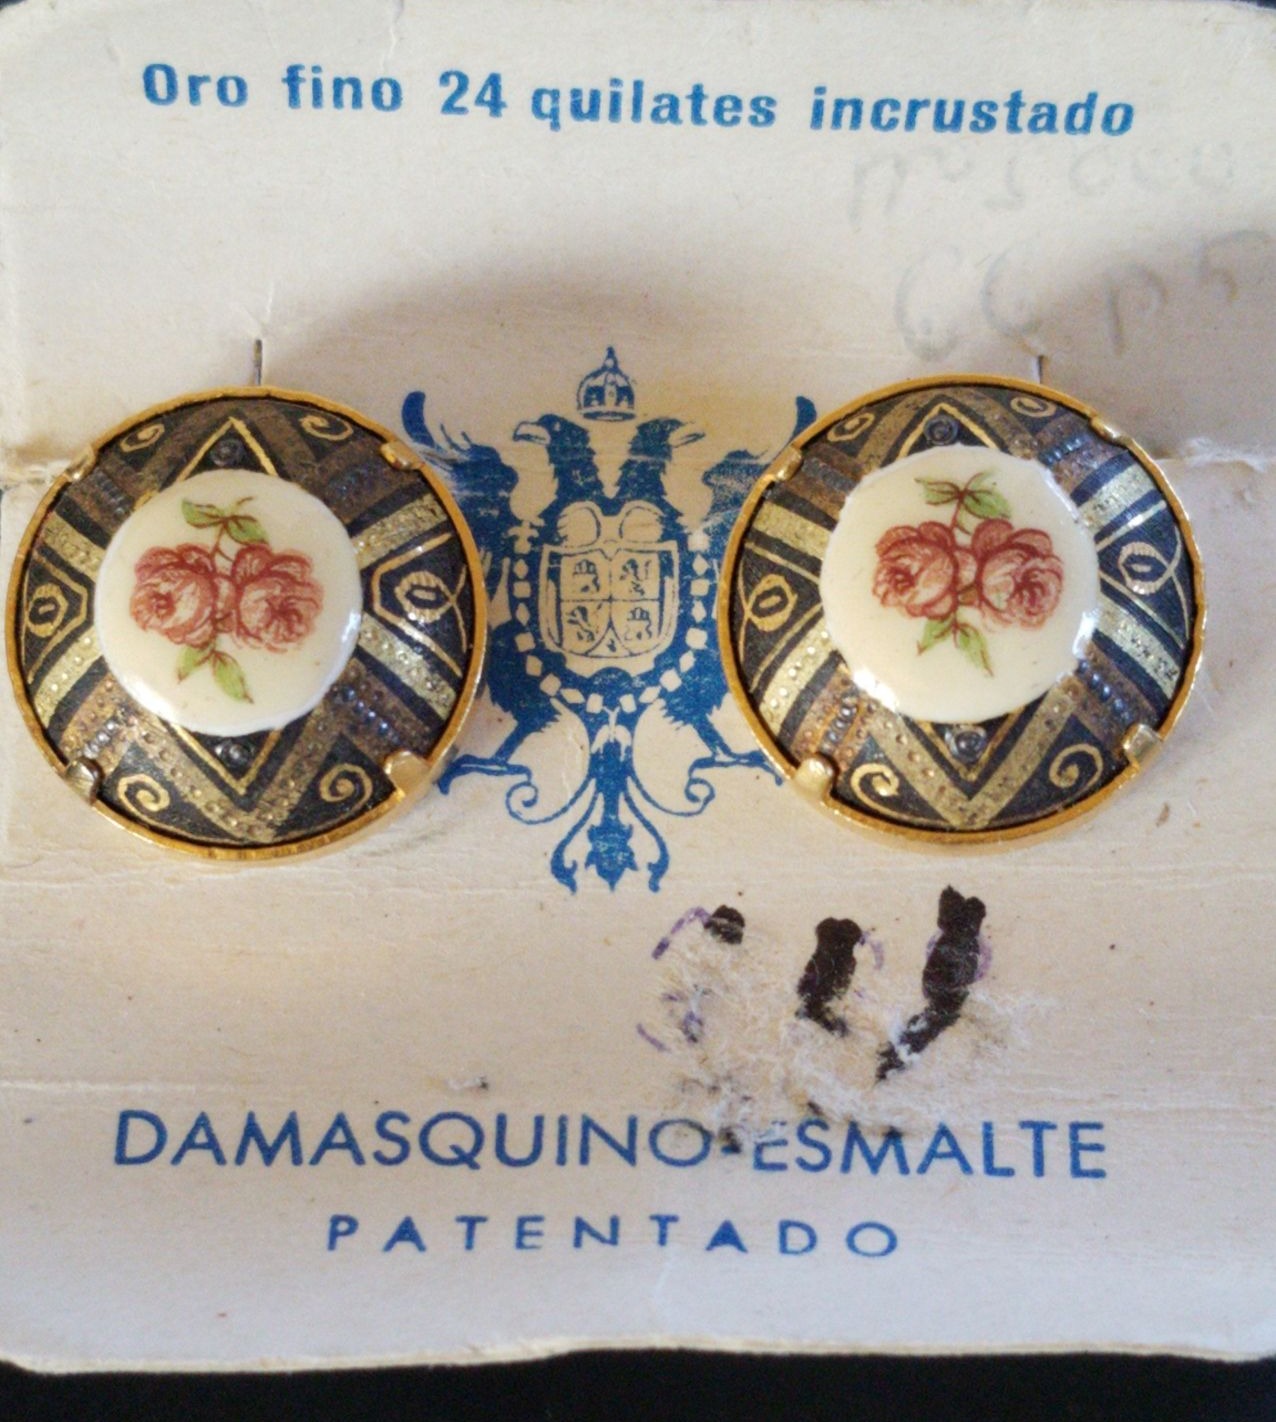 Oro fino 24 quilates incrustado
DAMASQUINO-ESMALTE
PATENTADO